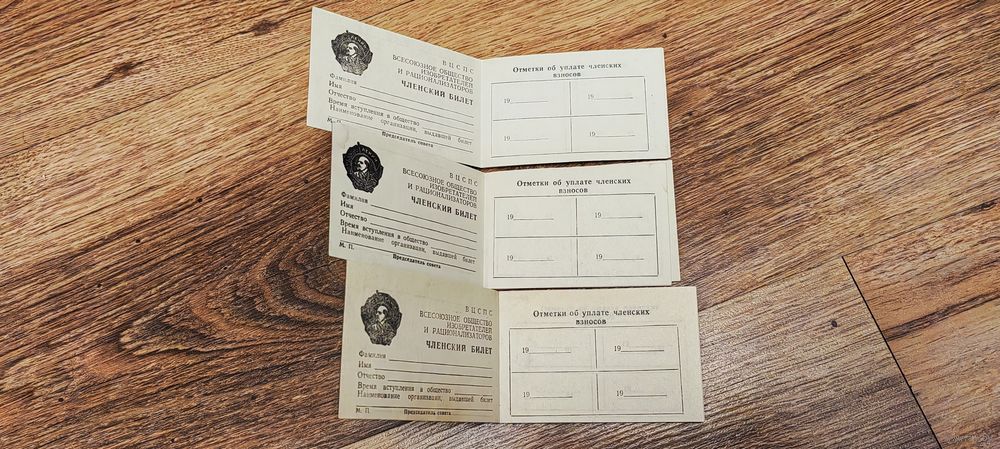 В Ц С П С
ВСЕСОЮЗНОЕ ОБЩЕСТВО
ИЗОБРЕТАТЕЛЕЙ
И РАЦИОНАЛИЗАТОРОВ
ЧЛЕНСКИЙ БИЛЕТ
Фамилия
Имя
Отчество
Время вступления в общество
Наименование организации, выдавшей билет
М. П.
Председатель совета
Отметки об уплате членских
взносов
19 19
19 19
В Ц С П С
ВСЕСОЮЗНОЕ ОБЩЕСТВО
ИЗОБРЕТАТЕЛЕЙ
И РАЦИОНАЛИЗАТОРОВ
ЧЛЕНСКИЙ БИЛЕТ
Фамилия
Имя
Отчество
Время вступления в общество
Наименование организации, выдавшей билет
М. П.
Председатель совета
Отметки об уплате членских
взносов
19 19
19 19
В Ц С П С
ВСЕСОЮЗНОЕ ОБЩЕСТВО
ИЗОБРЕТАТЕЛЕЙ
И РАЦИОНАЛИЗАТОРОВ
ЧЛЕНСКИЙ БИЛЕТ
Фамилия
Имя
Отчество
Время вступления в общество
Наименование организации, выдавшей билет
М. П.
Председатель совета
Отметки об уплате членских
взносов
19 19
19 19